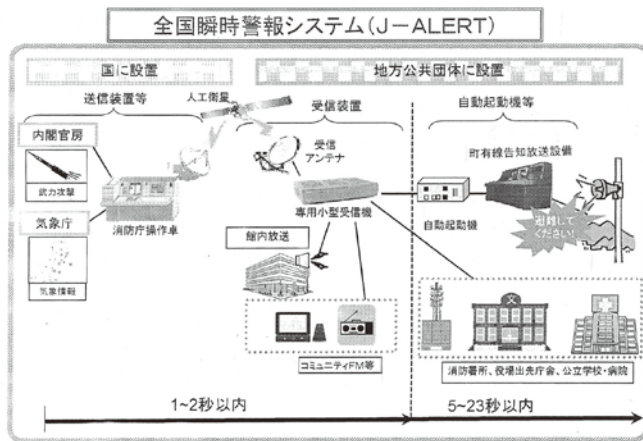 全国瞬時警報システム(J-ALERT)
国に設置
地方公共団体に設置
送信装置等
人工衛星
受信装置
自動起動機等
内閣官房
武力攻撃
気象庁
気象情報
消防庁操作卓
受信
アンテナ
専用小型受信機
館内放送
コミュニティFM等
町有線告知放送設備
自動起動機
避難して
ください!
文
消防署所、役場出先庁舎、公立学校・病院
1~2秒以内
5~23秒以内